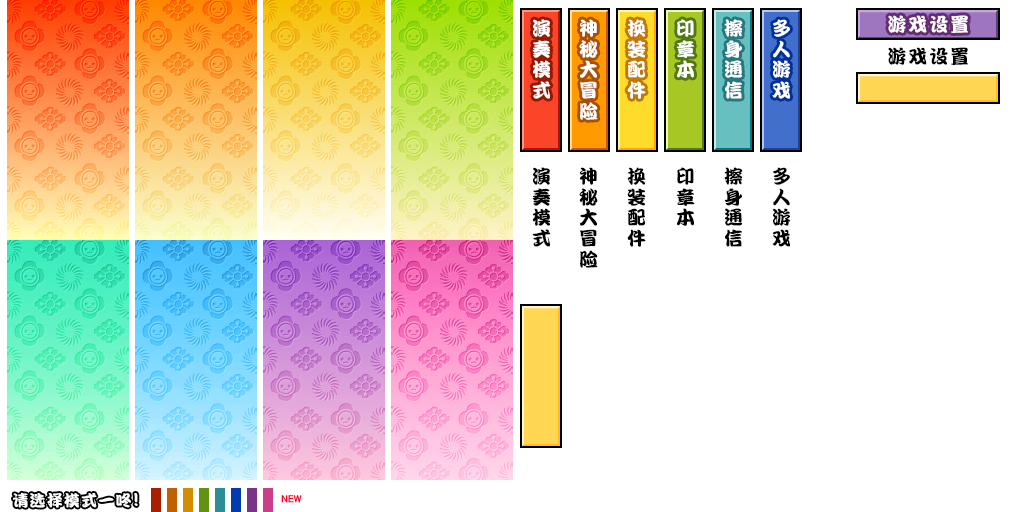 演奏模式
神秘大冒险
换装配件
印章本
擦身通信
多人游戏
游戏设置
游戏设置
演奏模式
神秘大冒险
换装配件
印章本
擦身通信
多人游戏
请选择模式一咚!
NEW